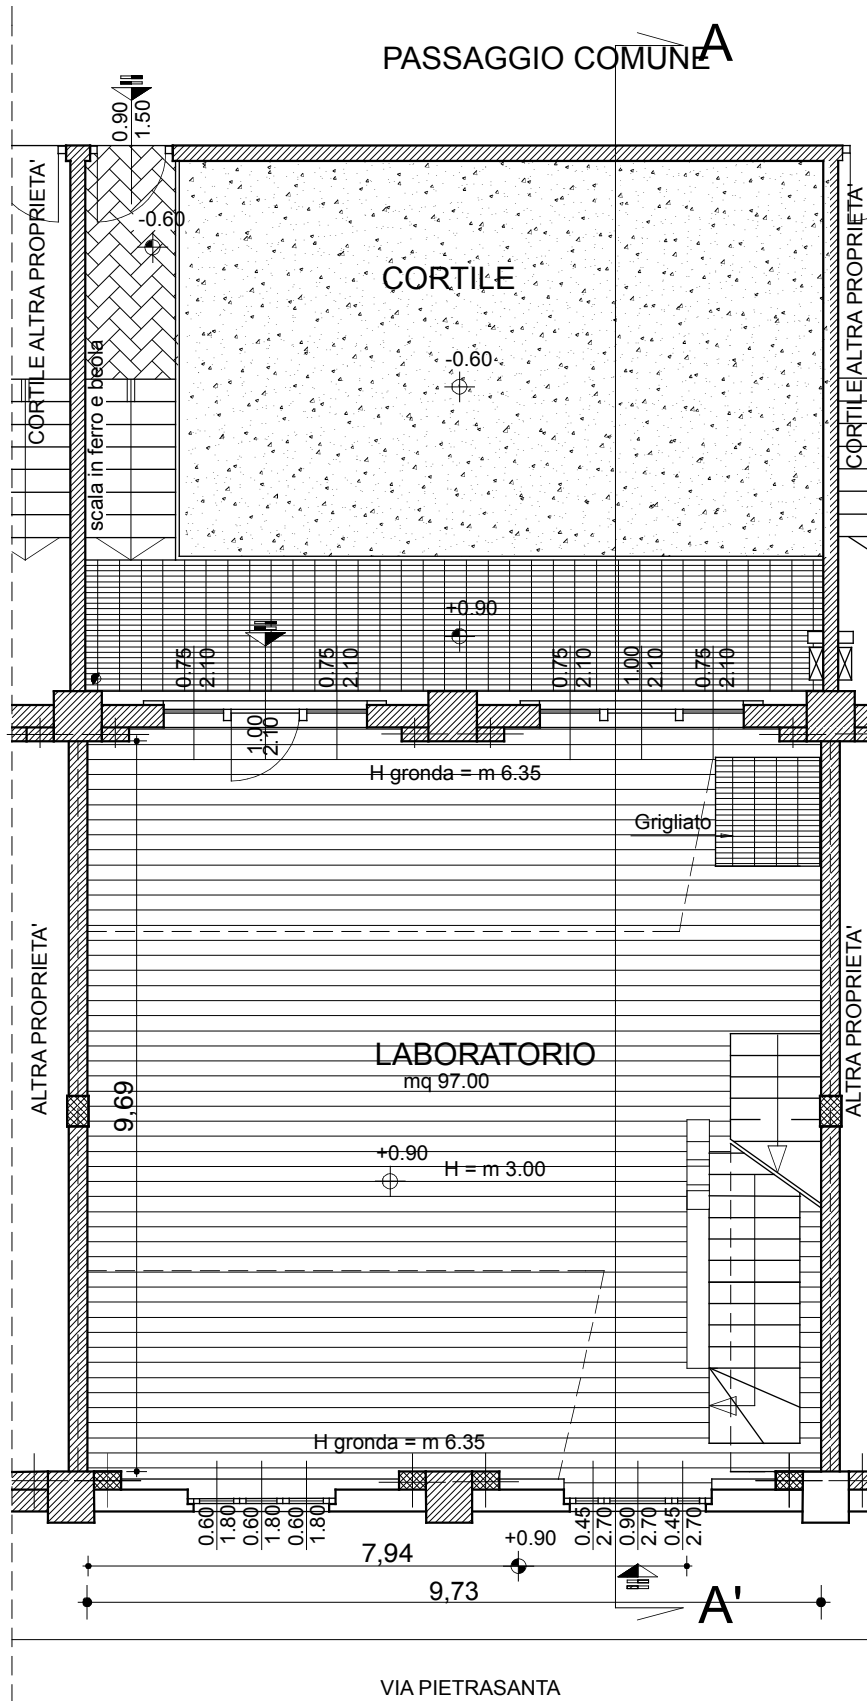 A
PASSAGGIO COMUNE
0.90
1.50
CORTILE ALTRA PROPRIETA'
CORTILE ALTRA PROPRIETA'
-0.60
CORTILE
-0.60
scala in ferro e beola
+0.90
0.75
2.10
0.75
2.10
0.75
2.10
1.00
2.10
0.75
2.10
1.00
2.10
H gronda = m 6.35
Grigliato
ALTRA PROPRIETA'
ALTRA PROPRIETA'
LABORATORIO
mq 97.00
9,69
+0.90
H = m 3.00
H gronda = m 6.35
0.60
1.80
0.60
1.80
0.60
1.80
0.45
2.70
0.90
2.70
0.45
2.70
+0.90
7,94
9,73
A'
VIA PIETRASANTA